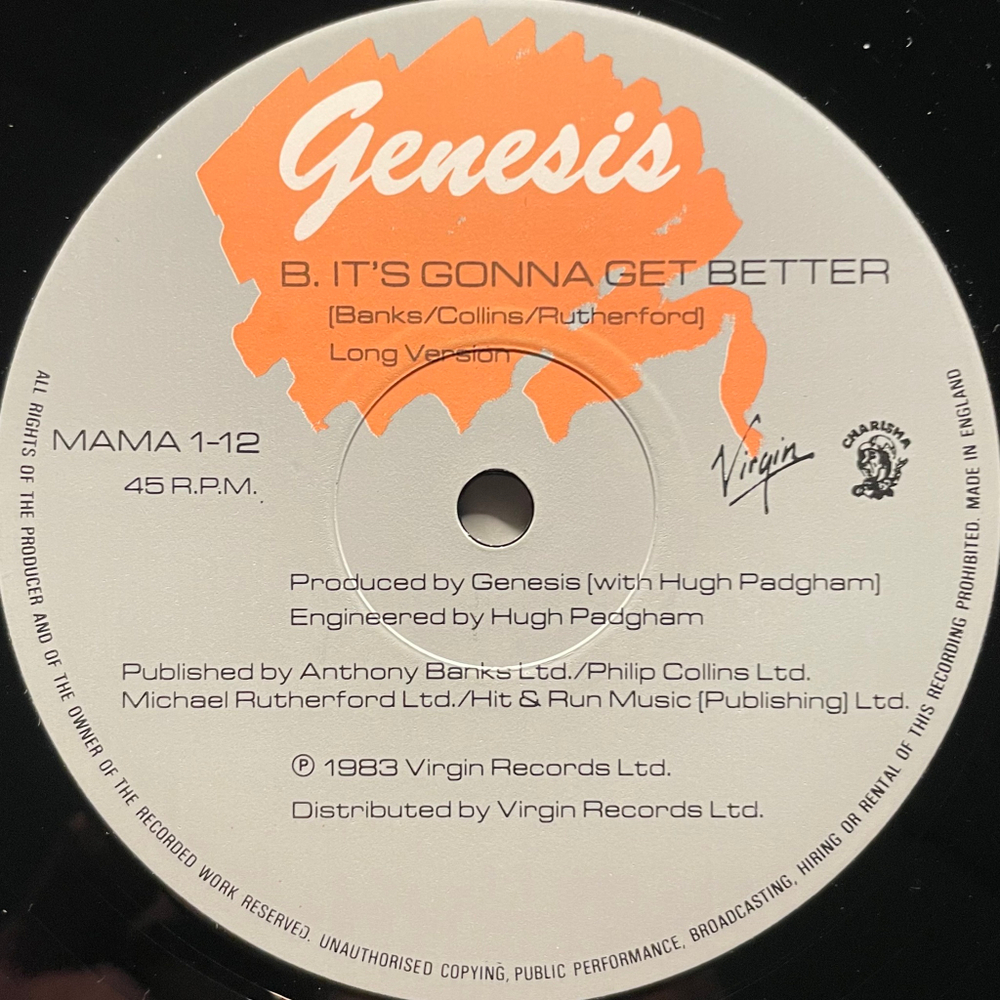 Genesis
B. IT'S GONNA GET BETTER
[Banks/Collins/Rutherford]
Long Version
MAMA 1-12
45 R.P.M.
Virgin
CHARISMA
Produced by Genesis [with Hugh Padgham]
Engineered by Hugh Padgham
Published by Anthony Banks Ltd./Philip Collins Ltd.
Michael Rutherford Ltd./Hit & Run Music [Publishing] Ltd.
℗ 1983 Virgin Records Ltd.
Distributed by Virgin Records Ltd.
ALL RIGHTS OF THE PRODUCER AND OF THE OWNER OF THE RECORDED WORK RESERVED. UNAUTHORISED COPYING, PUBLIC PERFORMANCE, BROADCASTING, HIRING OR RENTAL OF THIS RECORDING PROHIBITED. MADE IN ENGLAND